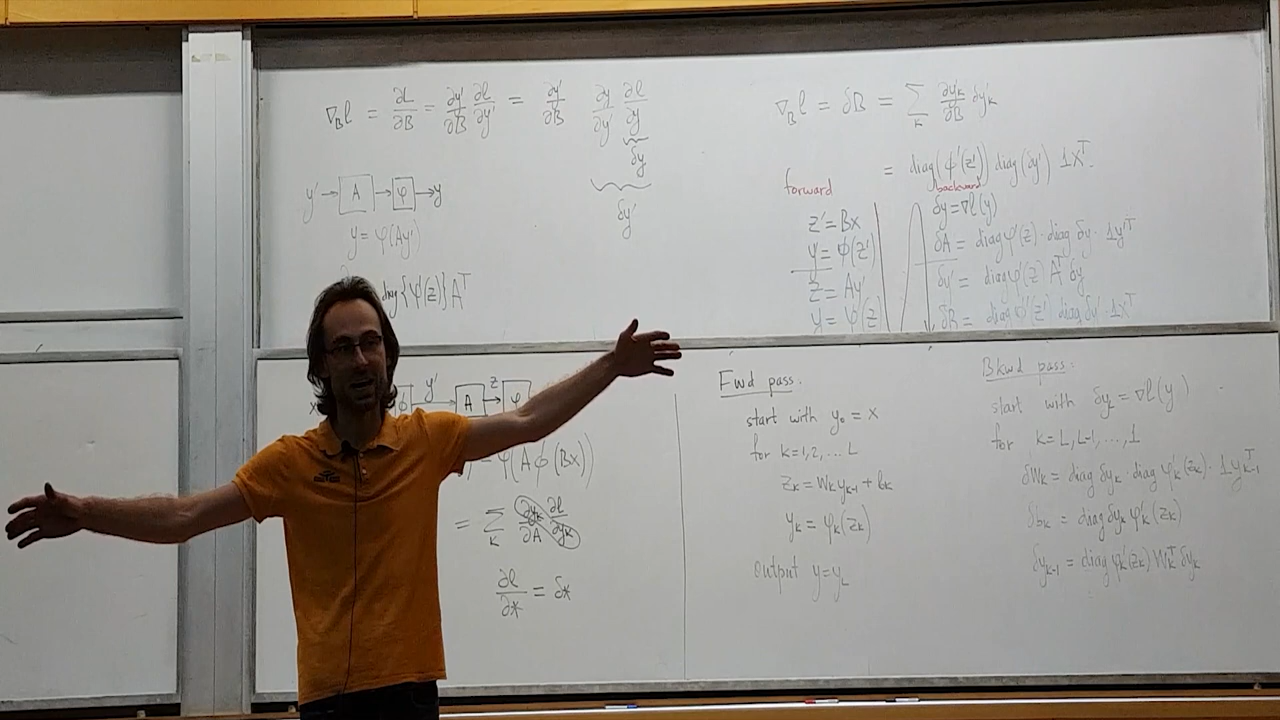 ∇_B l = ∂L/∂B = ∂y'/∂B ∂l/∂y' = ∂y'/∂B ∂y/∂y' ∂l/∂y
δy
δy'
y' → A → φ → y
y = φ(Ay')
diag{φ'(z)}A^T
∇_B l = δB = Σ_k ∂y'_k/∂B δy'_k
= diag(ϕ'(z')) diag(δy') 1x^T
forward
z' = Bx
y' = ϕ(z')
z = Ay'
y = φ(z)
backward
δy = ∇l(y)
δA = diag φ'(z) · diag δy · 1y'^T
δy' = diag φ'(z) A^T δy
δB = diag ϕ'(z') diag δy' · 1x^T
x ϕ y' A z φ
= φ(Aϕ(Bx))
= Σ_k ∂y_k/∂A ∂l/∂y_k
∂l/∂* = δ*
Fwd pass:
start with y_0 = x
for k=1,2,... L
z_k = W_k y_{k-1} + b_k
y_k = φ_k(z_k)
output y=y_L
Bkwd pass:
start with δy_L = ∇l(y)
for k=L, L-1, ..., 1
δW_k = diag δy_k · diag φ'_k(z_k) · 1y_{k-1}^T
δb_k = diag δy_k φ'_k(z_k)
δy_{k-1} = diag φ'_k(z_k) W_k^T δy_k